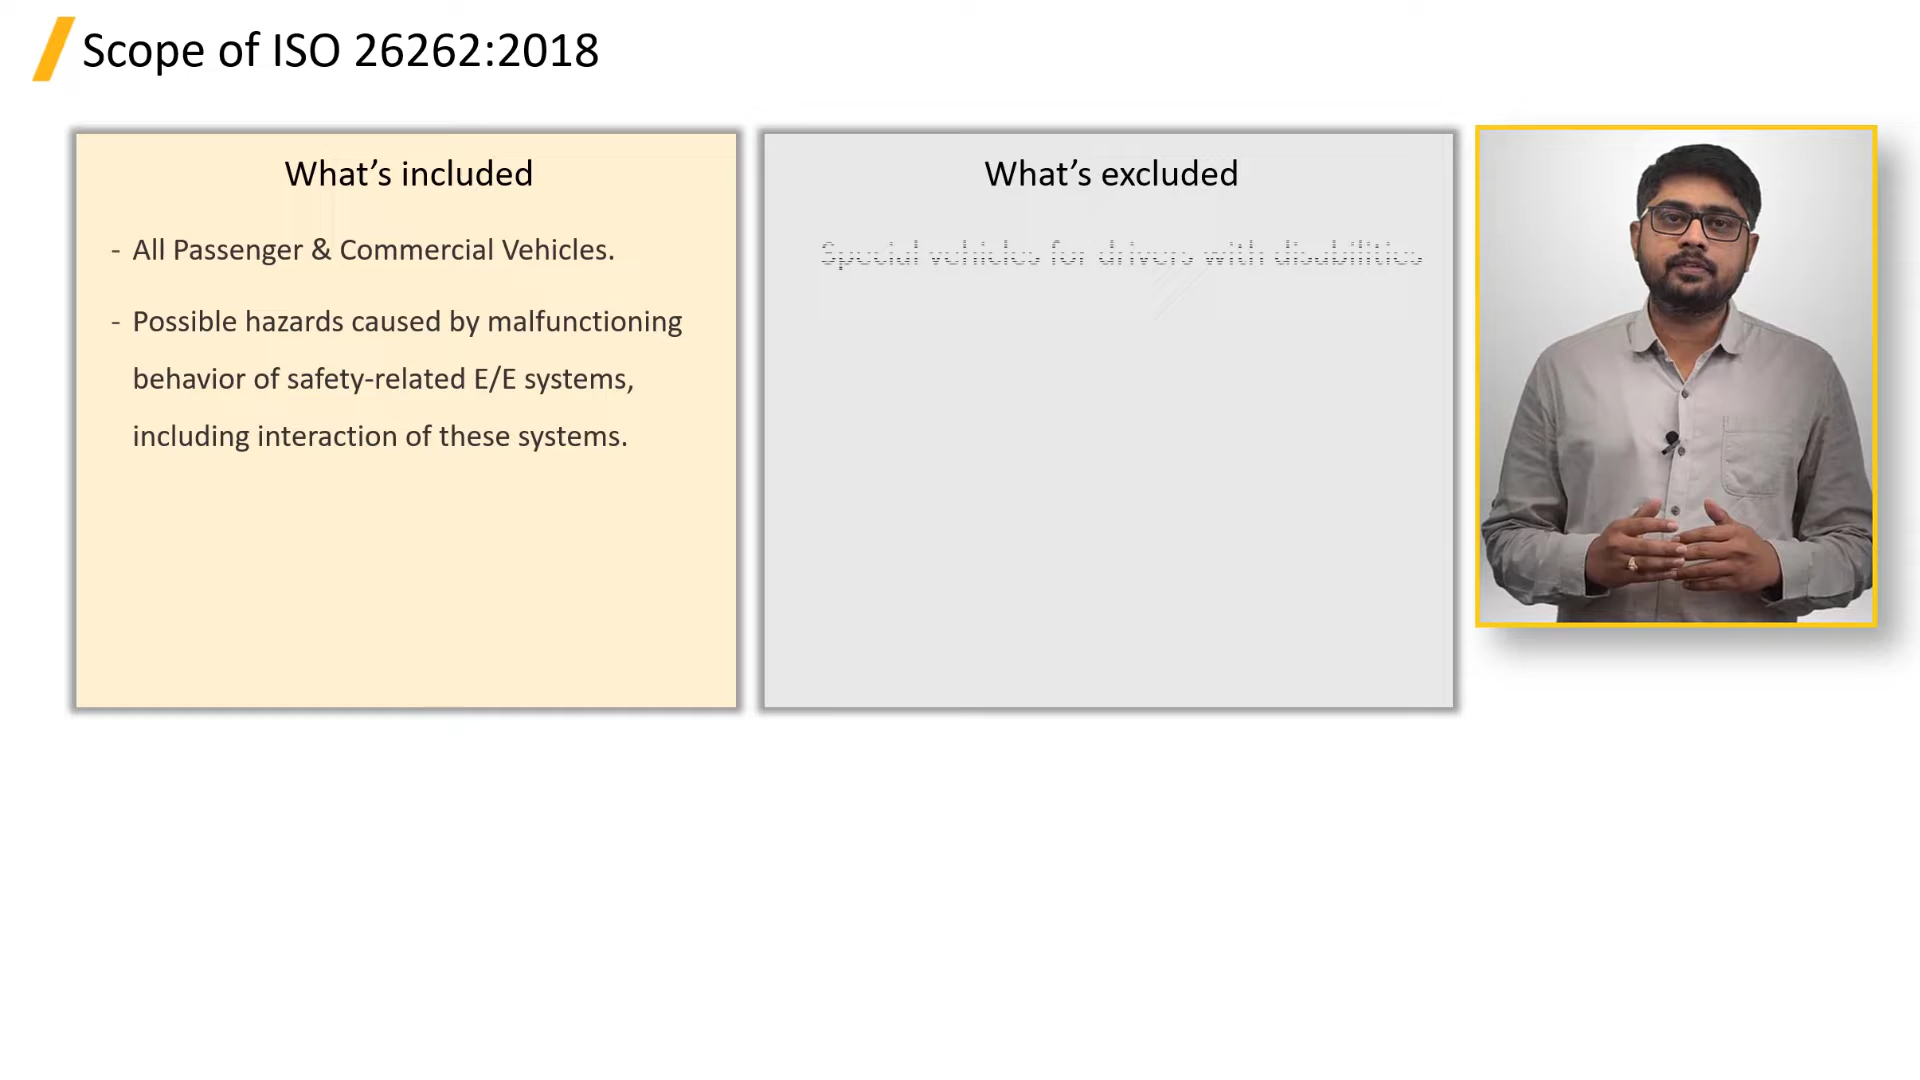 Scope of ISO 26262:2018
What’s included
- All Passenger & Commercial Vehicles.
- Possible hazards caused by malfunctioning
behavior of safety-related E/E systems,
including interaction of these systems.
What’s excluded
Special vehicles for drivers with disabilities